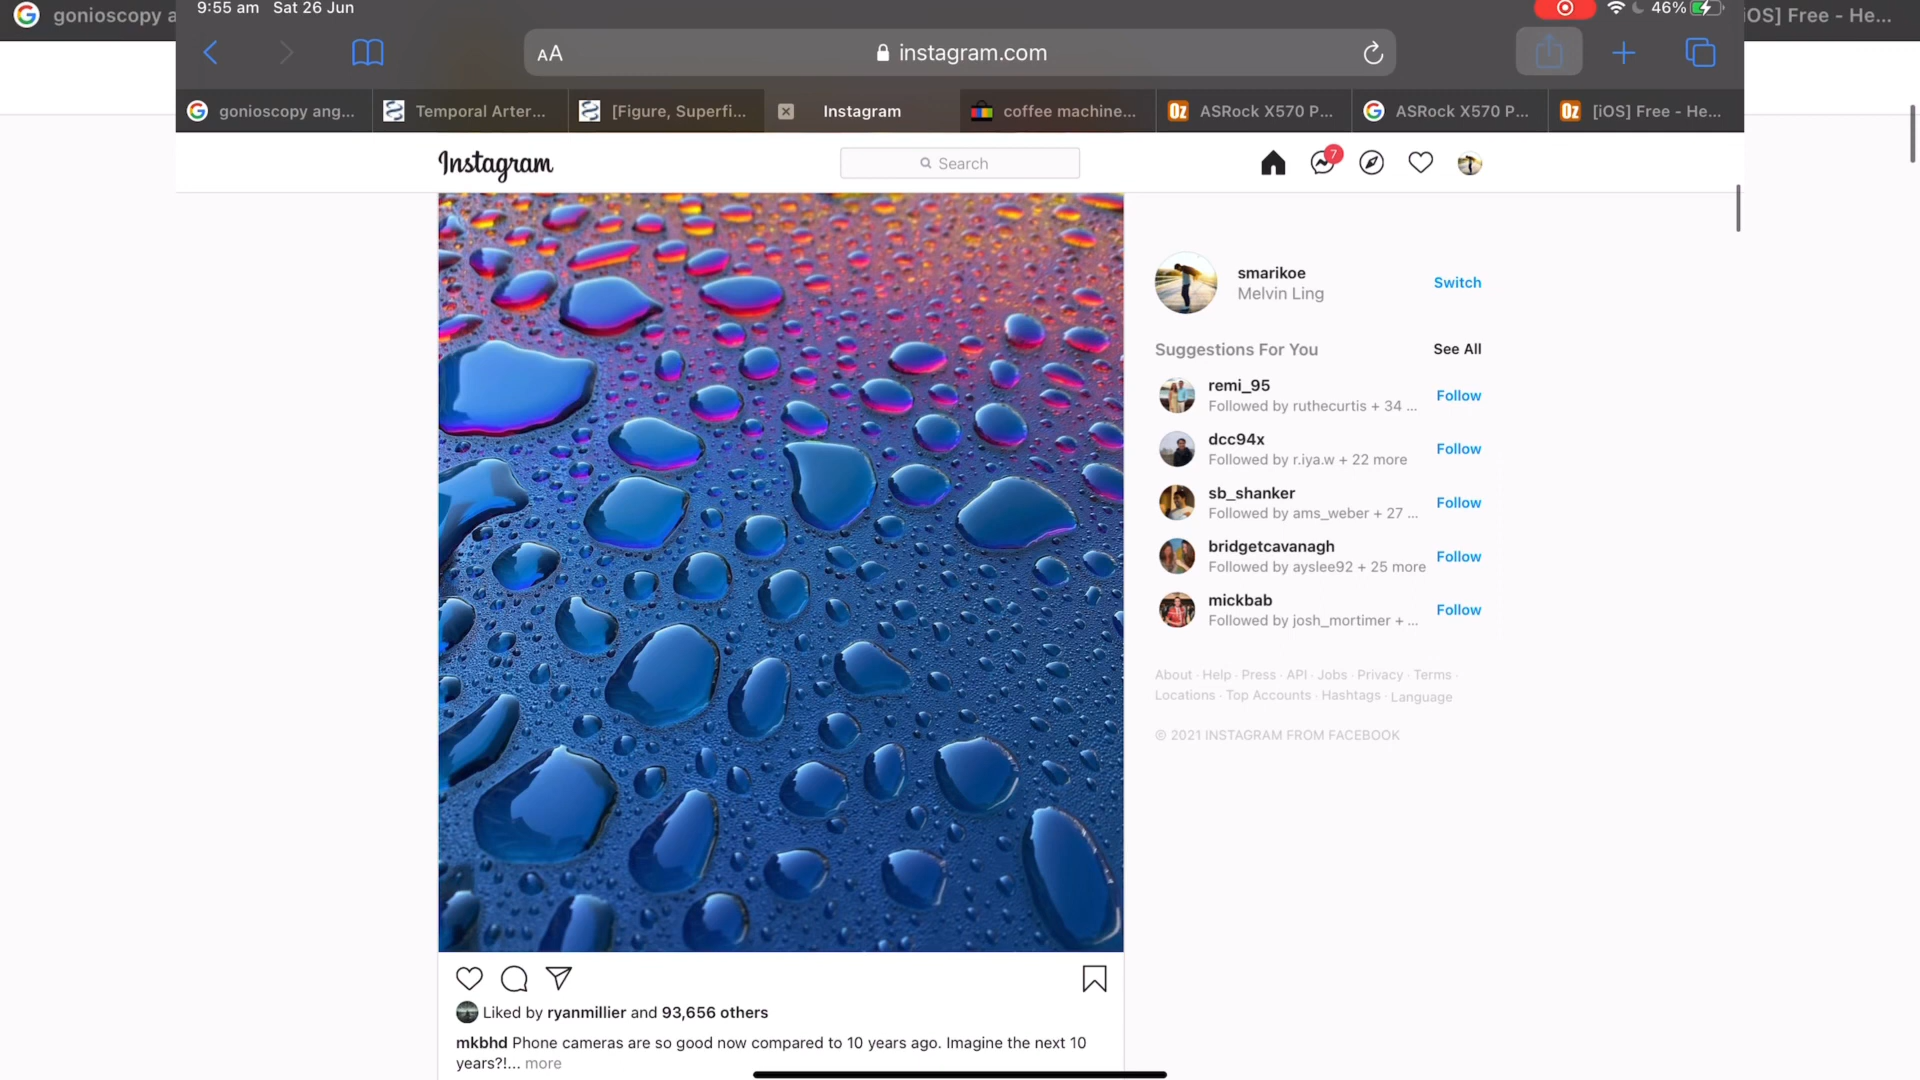 gonioscopy a
9:55 am Sat 26 Jun
46%
iOS] Free - He...
AA
instagram.com
gonioscopy ang...
Temporal Arter...
[Figure, Superfi...
Instagram
coffee machine...
Oz
ASRock X570 P...
ASRock X570 P...
Oz
[iOS] Free - He...
Instagram
Search
7
smarikoe
Melvin Ling
Switch
Suggestions For You
See All
remi_95
Followed by ruthecurtis + 34 ...
Follow
dcc94x
Followed by r.iya.w + 22 more
Follow
sb_shanker
Followed by ams_weber + 27 ...
Follow
bridgetcavanagh
Followed by ayslee92 + 25 more
Follow
mickbab
Followed by josh_mortimer + ...
Follow
About · Help · Press · API · Jobs · Privacy · Terms ·
Locations · Top Accounts · Hashtags · Language
© 2021 INSTAGRAM FROM FACEBOOK
Liked by ryanmillier and 93,656 others
mkbhd Phone cameras are so good now compared to 10 years ago. Imagine the next 10
years?!... more